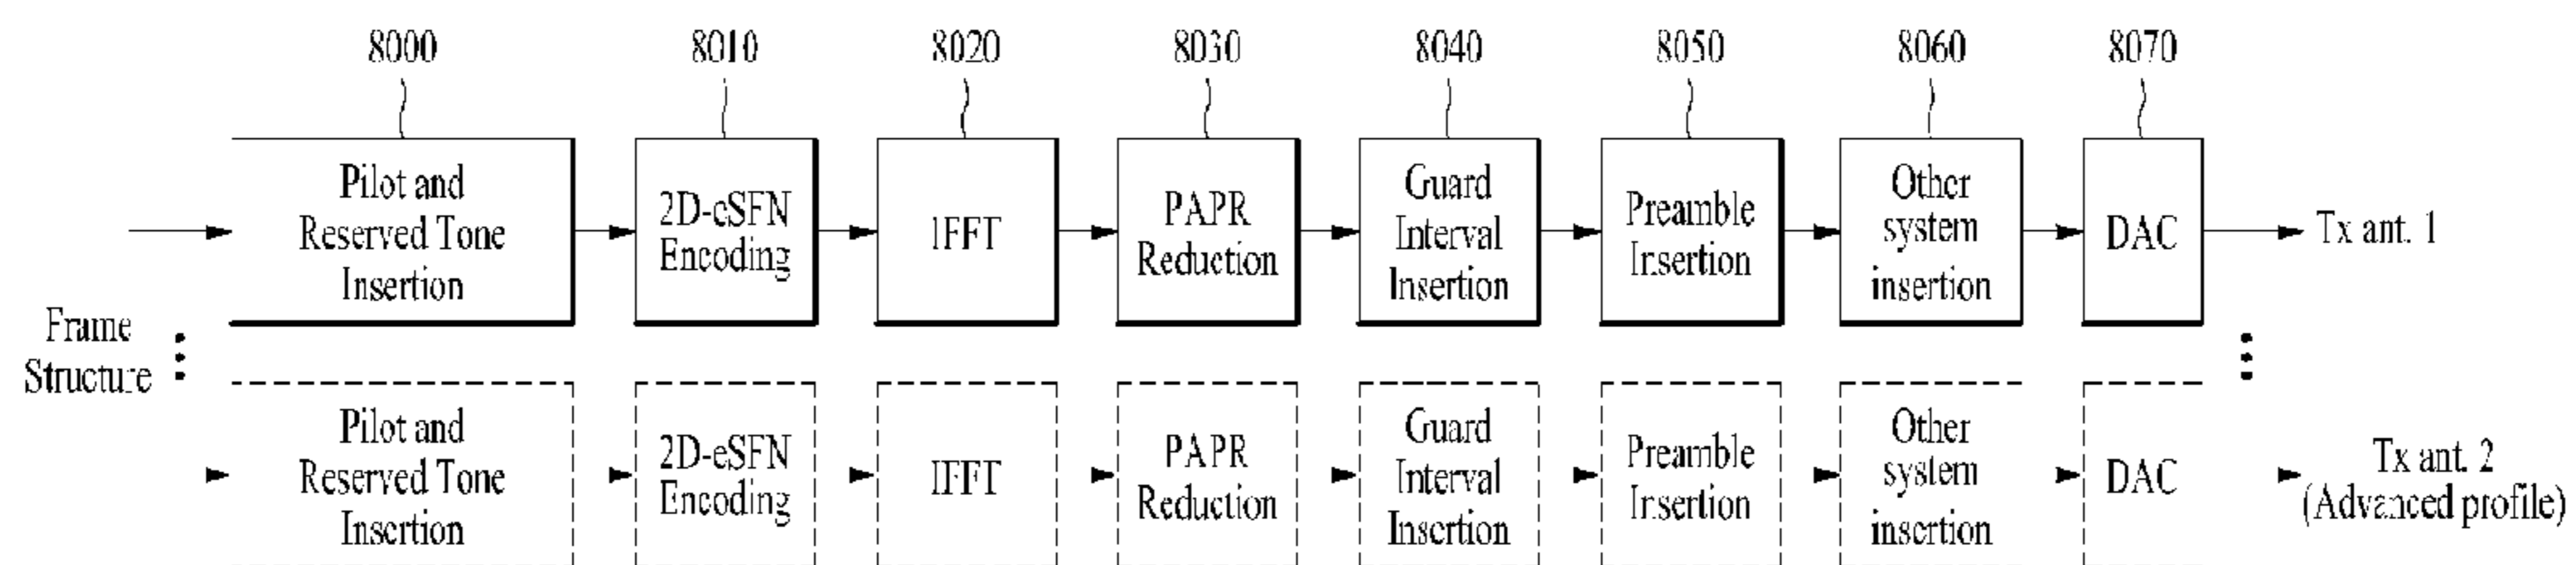 8000 8010 8020 8030 8040 8050 8060 8070
Pilot and
Reserved Tone
Insertion
2D-eSFN
Encoding
IFFT
PAPR
Reduction
Guard
Interval
Insertion
Preamble
Insertion
Other
system
insertion
DAC
Tx ant. 1
Frame
Structure
Pilot and
Reserved Tone
Insertion
2D-eSFN
Encoding
IFFT
PAPR
Reduction
Guard
Interval
Insertion
Preamble
Insertion
Other
system
insertion
DAC
Tx ant. 2
(Advanced profile)